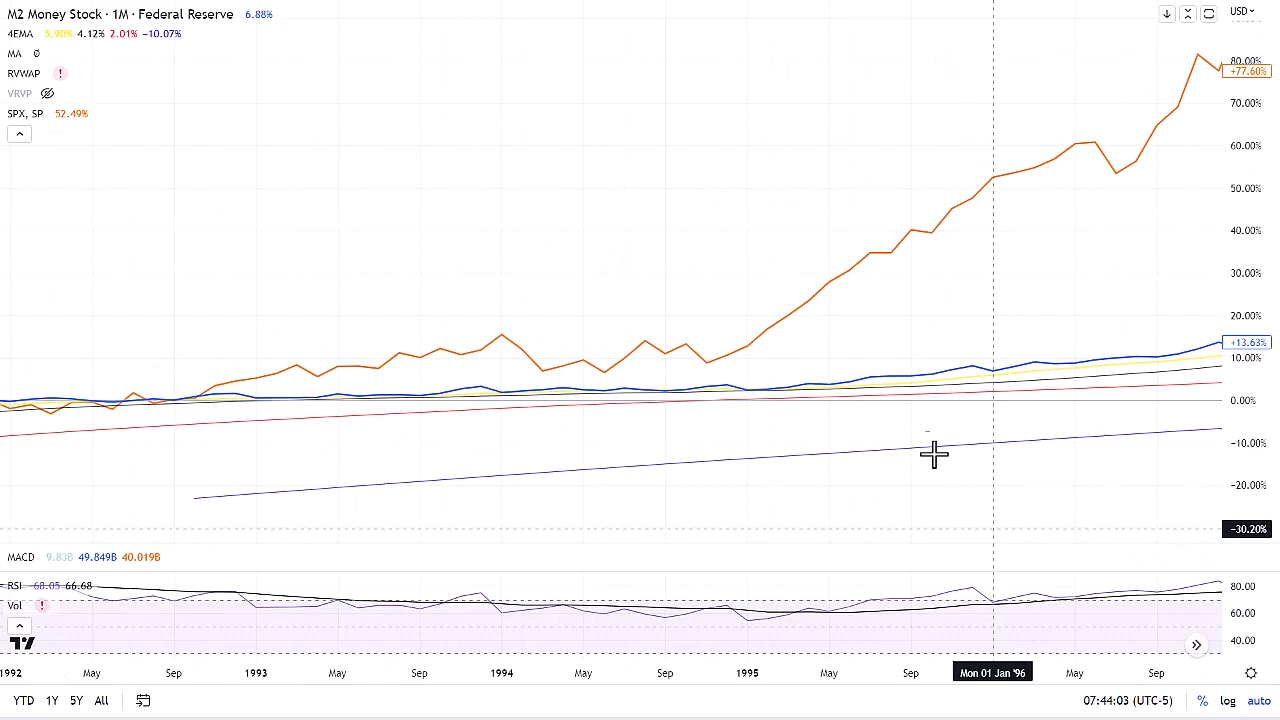 M2 Money Stock · 1M · Federal Reserve 6.88%
USD
4EMA 5.90% 4.12% 2.01% −10.07%
MA Ø
RVWAP !
VRVP
SPX, SP 52.49%
80.00%
+77.60%
70.00%
60.00%
50.00%
40.00%
30.00%
20.00%
+13.63%
10.00%
0.00%
−10.00%
−20.00%
−30.20%
MACD 9.83B 49.849B 40.019B
RSI 68.05 66.68
Vol !
80.00
60.00
40.00
1992 May Sep 1993 May Sep 1994 May Sep 1995 May Sep Mon 01 Jan '96 May Sep
YTD 1Y 5Y All 07:44:03 (UTC-5) % log auto